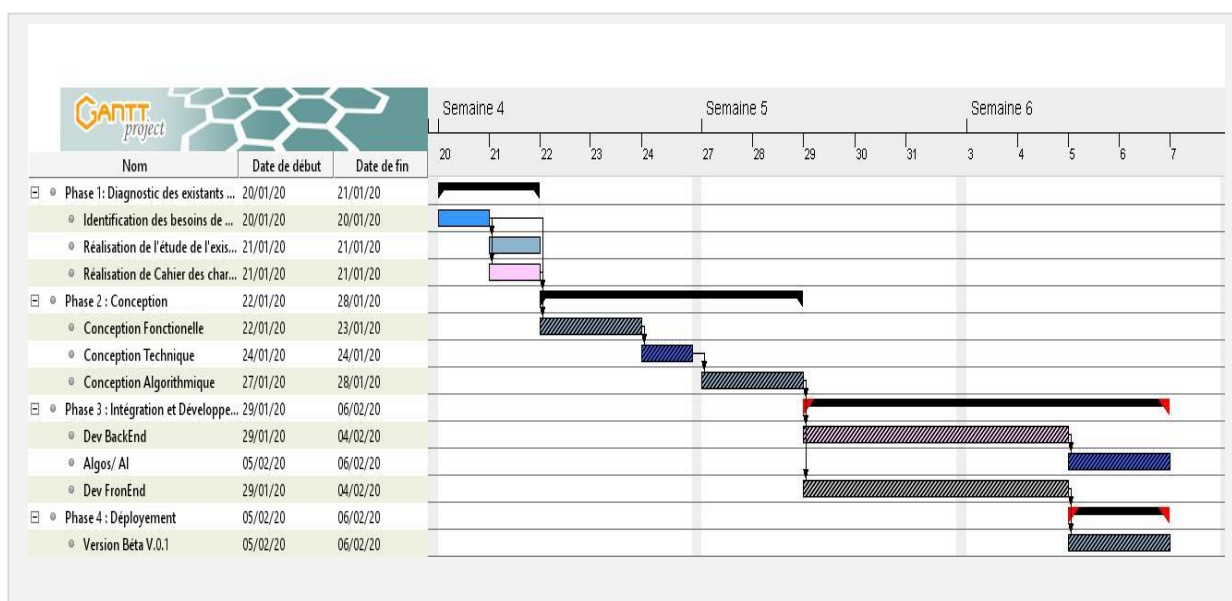 GANTT
project
Semaine 4 Semaine 5 Semaine 6
20 21 22 23 24 27 28 29 30 31 3 4 5 6 7
Nom Date de début Date de fin
Phase 1: Diagnostic des existants ... 20/01/20 21/01/20
Identification des besoins de ... 20/01/20 20/01/20
Réalisation de l'étude de l'exis... 21/01/20 21/01/20
Réalisation de Cahier des char... 21/01/20 21/01/20
Phase 2 : Conception 22/01/20 28/01/20
Conception Fonctionelle 22/01/20 23/01/20
Conception Technique 24/01/20 24/01/20
Conception Algorithmique 27/01/20 28/01/20
Phase 3 : Intégration et Développe... 29/01/20 06/02/20
Dev BackEnd 29/01/20 04/02/20
Algos/ AI 05/02/20 06/02/20
Dev FronEnd 29/01/20 04/02/20
Phase 4 : Déployement 05/02/20 06/02/20
Version Béta V.0.1 05/02/20 06/02/20